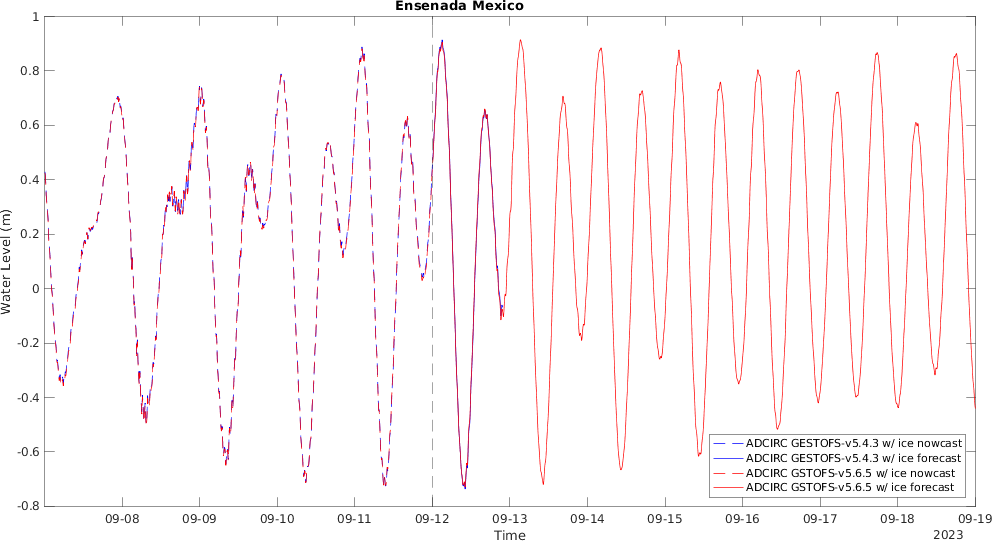 Ensenada Mexico
1
0.8
0.6
0.4
0.2
0
-0.2
-0.4
-0.6
-0.8
Water Level (m)
ADCIRC GESTOFS-v5.4.3 w/ ice nowcast
ADCIRC GESTOFS-v5.4.3 w/ ice forecast
ADCIRC GSTOFS-v5.6.5 w/ ice nowcast
ADCIRC GSTOFS-v5.6.5 w/ ice forecast
09-08 09-09 09-10 09-11 09-12 09-13 09-14 09-15 09-16 09-17 09-18 09-19
Time
2023